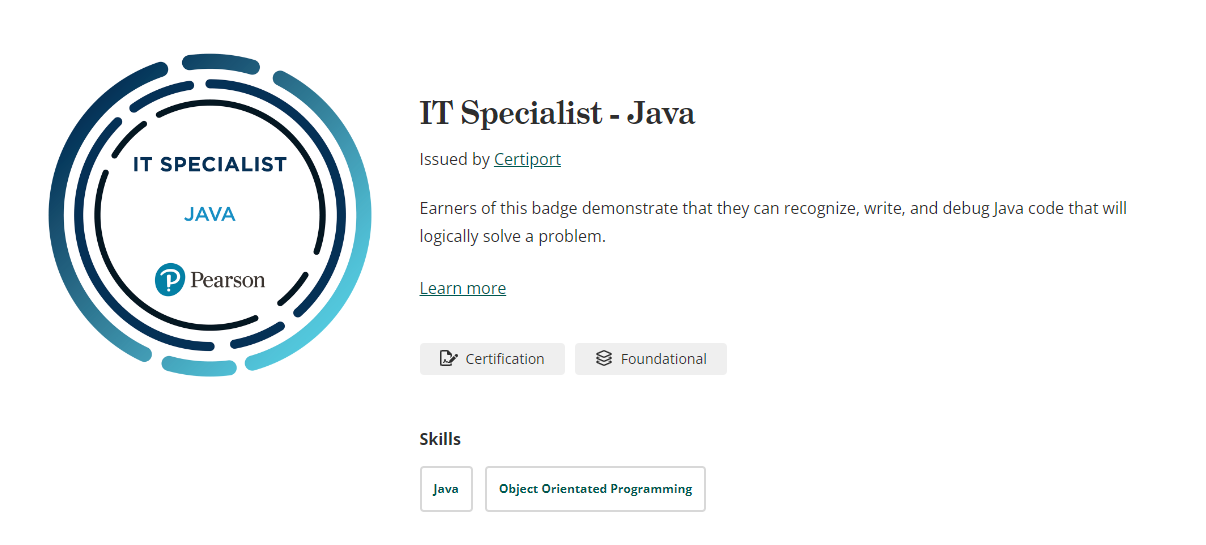 IT SPECIALIST
JAVA
Pearson
IT Specialist - Java
Issued by Certiport
Earners of this badge demonstrate that they can recognize, write, and debug Java code that will
logically solve a problem.
Learn more
Certification
Foundational
Skills
Java
Object Orientated Programming